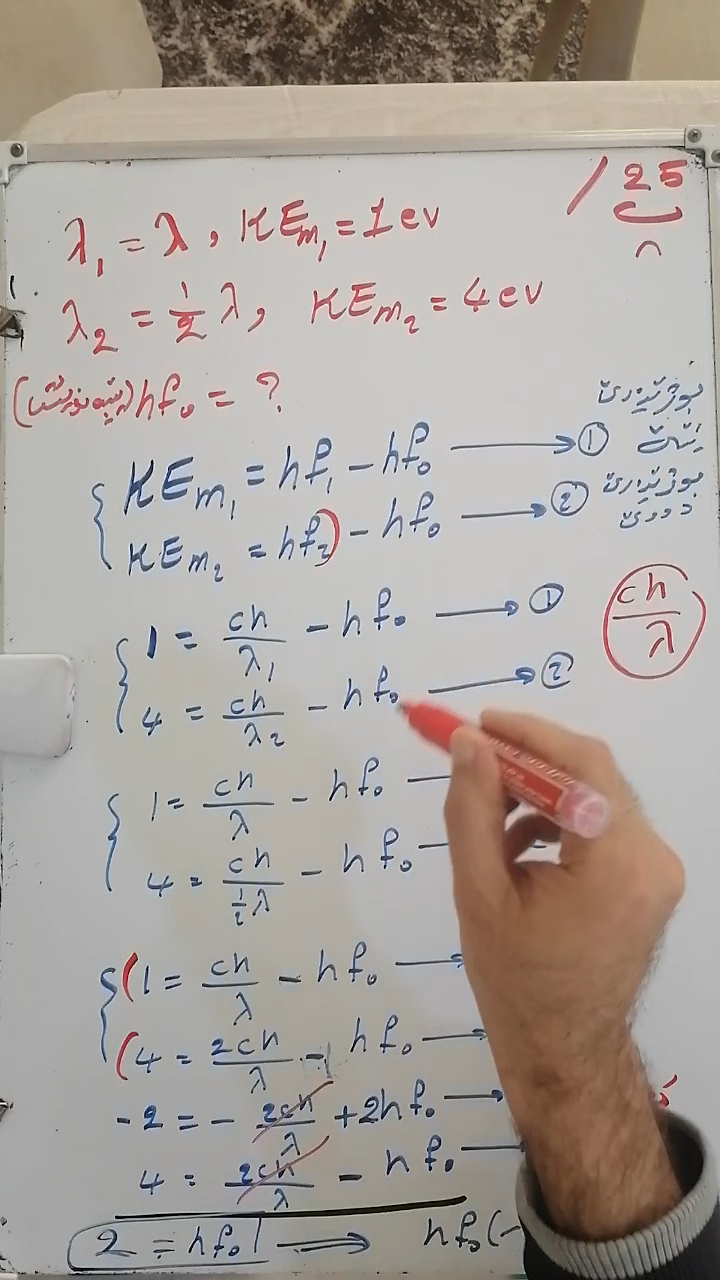 / 25
λ₁ = λ , KEm₁ = 1 ev
λ₂ = 1/2 λ , KEm₂ = 4 ev
hf₀ = ?
KEm₁ = hf₁ - hf₀ → ①
KEm₂ = hf₂) - hf₀ → ②
1 = ch/λ₁ - hf₀ → ①
ch/λ
4 = ch/λ₂ - hf₀ → ②
1 = ch/λ - hf₀
4 = ch/½λ - hf₀
(1 = ch/λ - hf₀ →
(4 = 2ch/λ - hf₀ →
-2 = - 2ch/λ + 2hf₀ →
4 = 2ch/λ - hf₀
2 = hf₀ ⇒ hf₀(